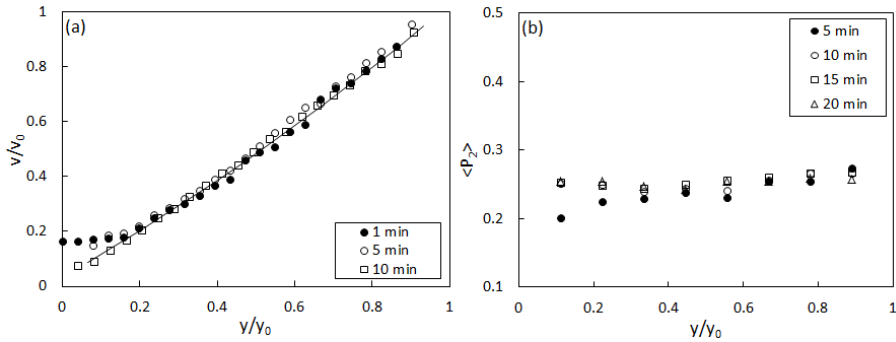 (a)
1
0.8
0.6
0.4
0.2
0
v/v₀
0 0.2 0.4 0.6 0.8 1
y/y₀
1 min
5 min
10 min
(b)
0.5
0.4
0.3
0.2
0.1
<P₂>
0 0.2 0.4 0.6 0.8 1
y/y₀
5 min
10 min
15 min
20 min